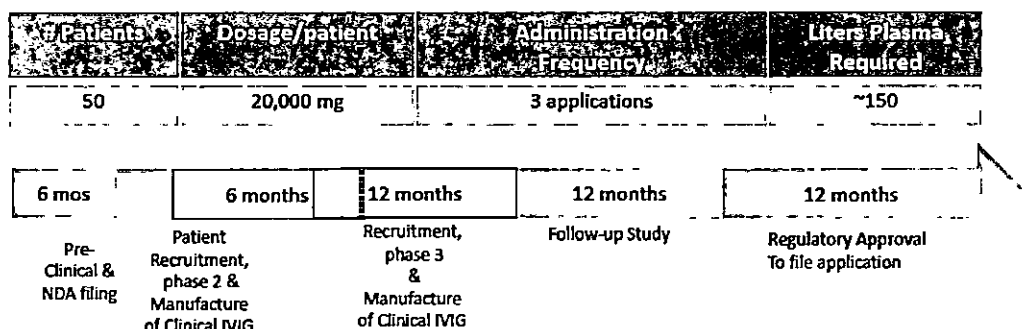 # Patients Dosage/patient Administration Liters Plasma
Frequency Required
50 20,000 mg 3 applications ~150
6 mos 6 months 12 months 12 months 12 months
Pre-
Clinical &
NDA filing
Patient
Recruitment,
phase 2 &
Manufacture
of Clinical IVIG
Recruitment,
phase 3
&
Manufacture
of Clinical IVIG
Follow-up Study
Regulatory Approval
To file application